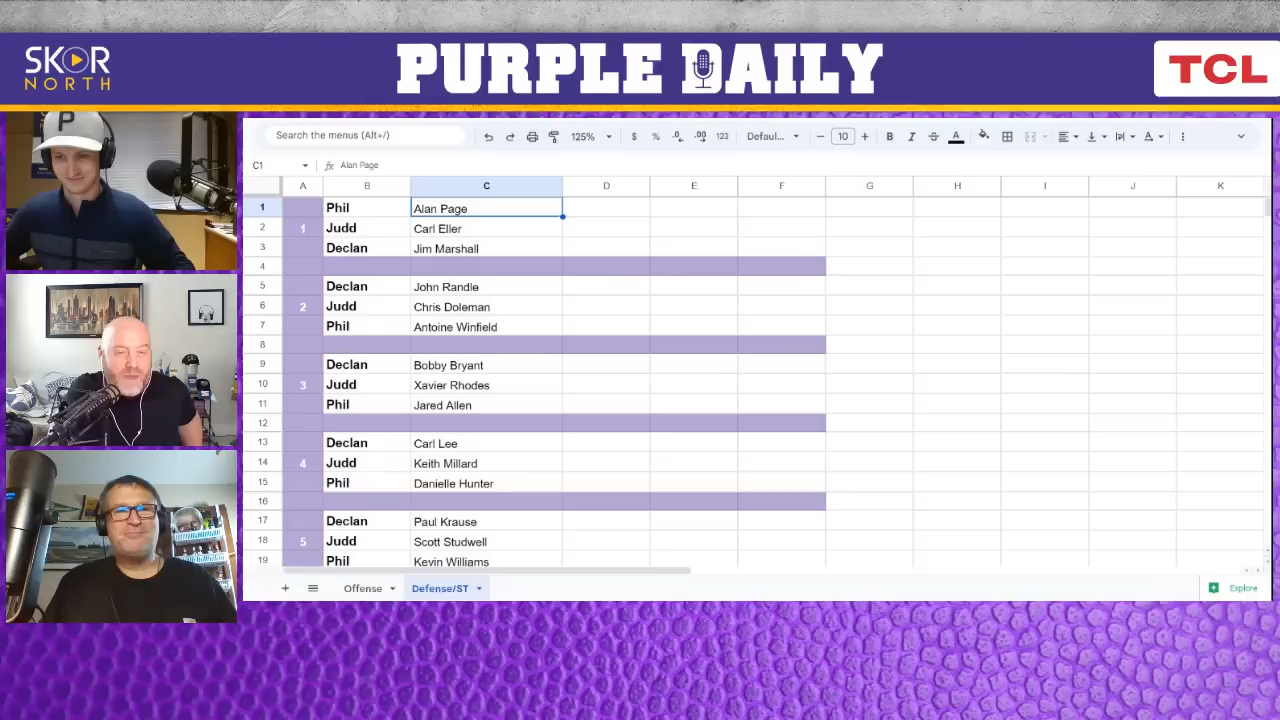 SKOR
NORTH
PURPLE DAILY
TCL
P
Search the menus (Alt+/)
125%
$ % .0 .00 123
Defaul...
10
B I S A
C1
fx Alan Page
A B C D E F G H I J K
1 Phil Alan Page
2 1 Judd Carl Eller
3 Declan Jim Marshall
4
5 Declan John Randle
6 2 Judd Chris Doleman
7 Phil Antoine Winfield
8
9 Declan Bobby Bryant
10 3 Judd Xavier Rhodes
11 Phil Jared Allen
12
13 Declan Carl Lee
14 4 Judd Keith Millard
15 Phil Danielle Hunter
16
17 Declan Paul Krause
18 5 Judd Scott Studwell
19 Phil Kevin Williams
+ Offense Defense/ST Explore